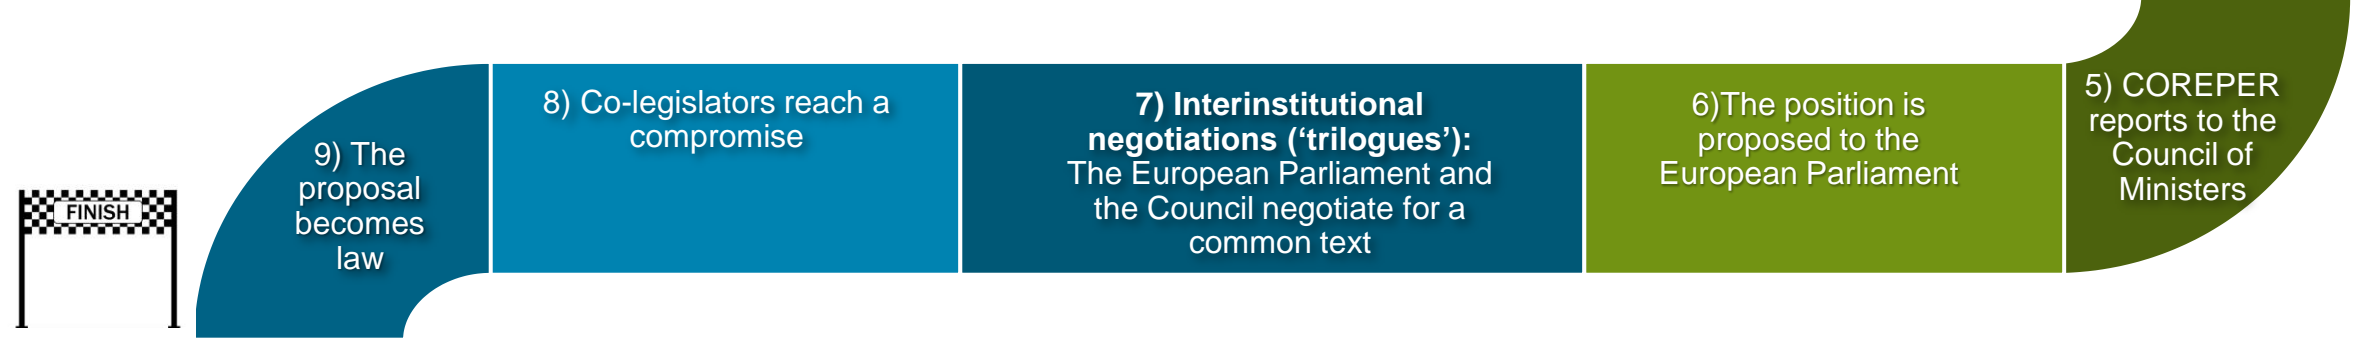 5) COREPER
reports to the
Council of
Ministers
6)The position is
proposed to the
European Parliament
7) Interinstitutional
negotiations (‘trilogues’):
The European Parliament and
the Council negotiate for a
common text
8) Co-legislators reach a
compromise
9) The
proposal
becomes
law
FINISH